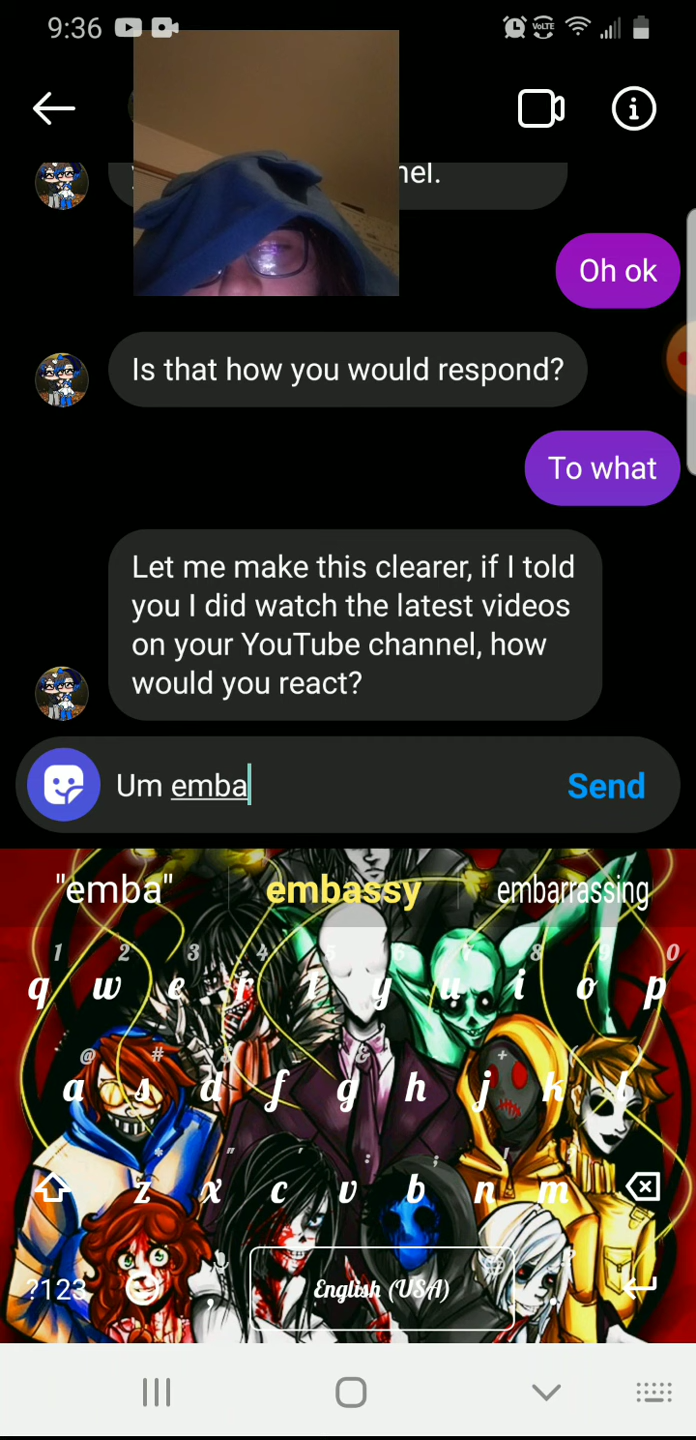 9:36
VoLTE
nel.
Oh ok
Is that how you would respond?
To what
Let me make this clearer, if I told
you I did watch the latest videos
on your YouTube channel, how
would you react?
Um emba
Send
"emba" embassy embarrassing
1 2 3 4 5 6 7 8 9 0
q w e r t y u i o p
@ # & + ( )
a s d f g h j k l
* " ' : ; ! ?
z x c v b n m
?123 , English (USA) .